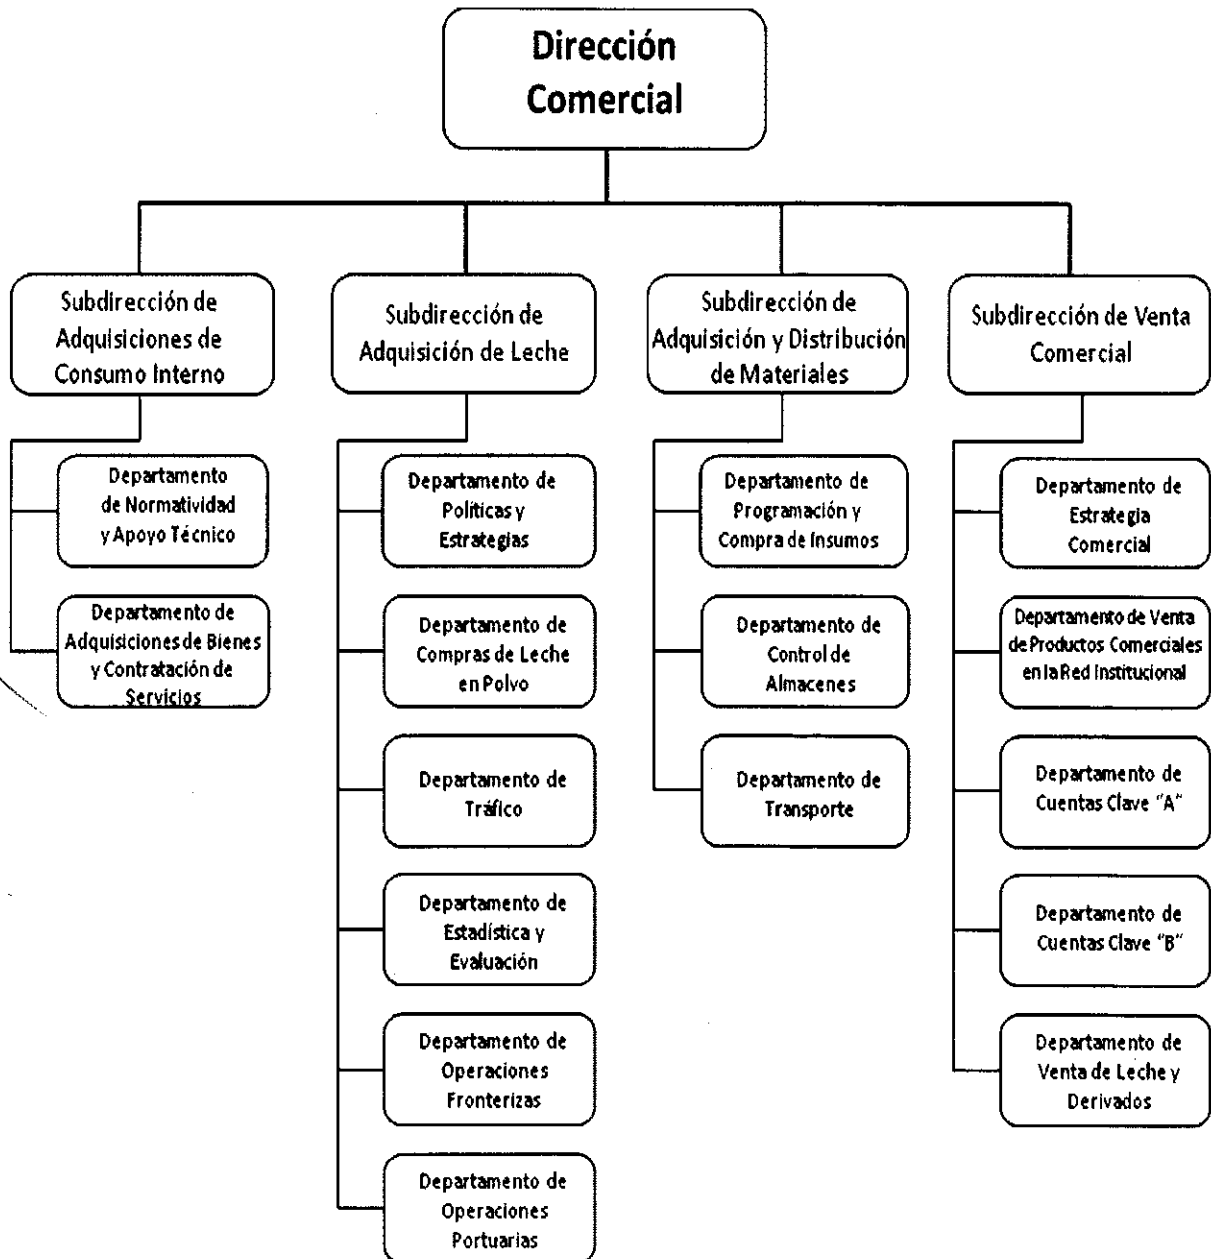 Dirección
Comercial
Subdirección de
Adquisiciones de
Consumo Interno
Subdirección de
Adquisición de Leche
Subdirección de
Adquisición y Distribución
de Materiales
Subdirección de Venta
Comercial
Departamento
de Normatividad
y Apoyo Técnico
Departamento de
Adquisiciones de Bienes
y Contratación de
Servicios
Departamento de
Políticas y
Estrategias
Departamento de
Compras de Leche
en Polvo
Departamento de
Tráfico
Departamento de
Estadística y
Evaluación
Departamento de
Operaciones
Fronterizas
Departamento de
Operaciones
Portuarias
Departamento de
Programación y
Compra de Insumos
Departamento de
Control de
Almacenes
Departamento de
Transporte
Departamento de
Estrategia
Comercial
Departamento de Venta
de Productos Comerciales
en la Red Institucional
Departamento de
Cuentas Clave "A"
Departamento de
Cuentas Clave "B"
Departamento de
Venta de Leche y
Derivados